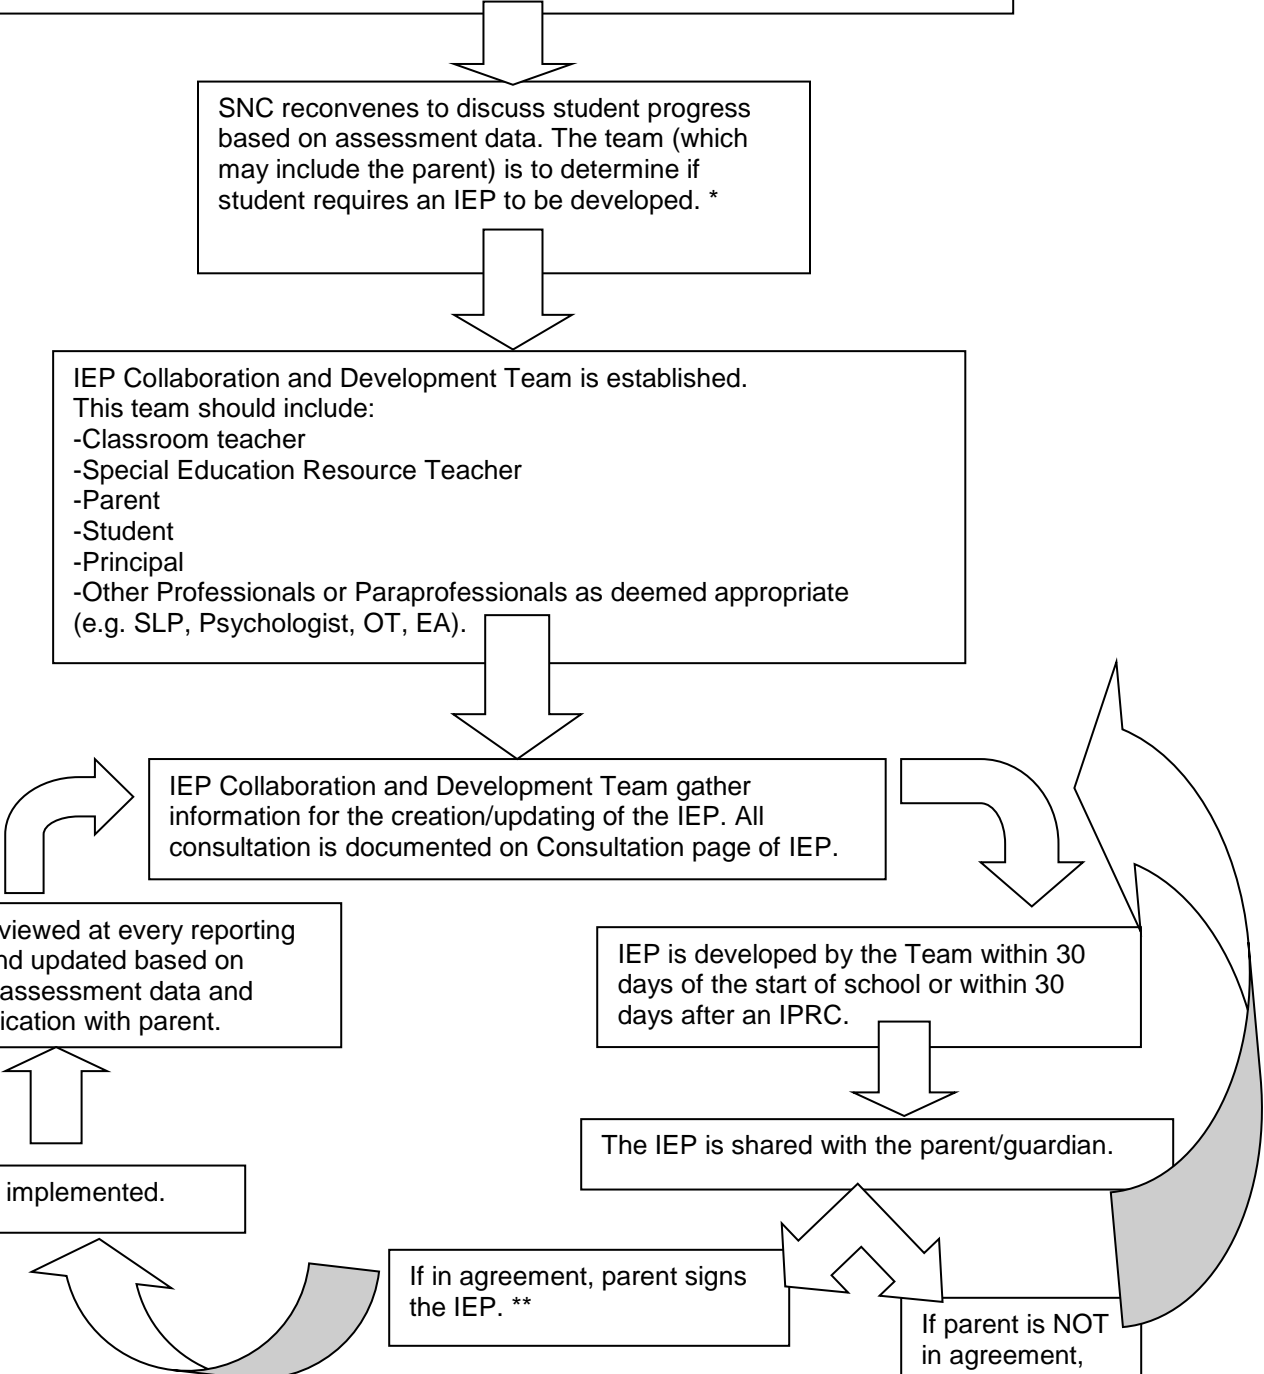 SNC reconvenes to discuss student progress
based on assessment data. The team (which
may include the parent) is to determine if
student requires an IEP to be developed. *
IEP Collaboration and Development Team is established.
This team should include:
-Classroom teacher
-Special Education Resource Teacher
-Parent
-Student
-Principal
-Other Professionals or Paraprofessionals as deemed appropriate
(e.g. SLP, Psychologist, OT, EA).
IEP Collaboration and Development Team gather
information for the creation/updating of the IEP. All
consultation is documented on Consultation page of IEP.
viewed at every reporting
nd updated based on
assessment data and
ication with parent.
IEP is developed by the Team within 30
days of the start of school or within 30
days after an IPRC.
The IEP is shared with the parent/guardian.
implemented.
If in agreement, parent signs
the IEP. **
If parent is NOT
in agreement,